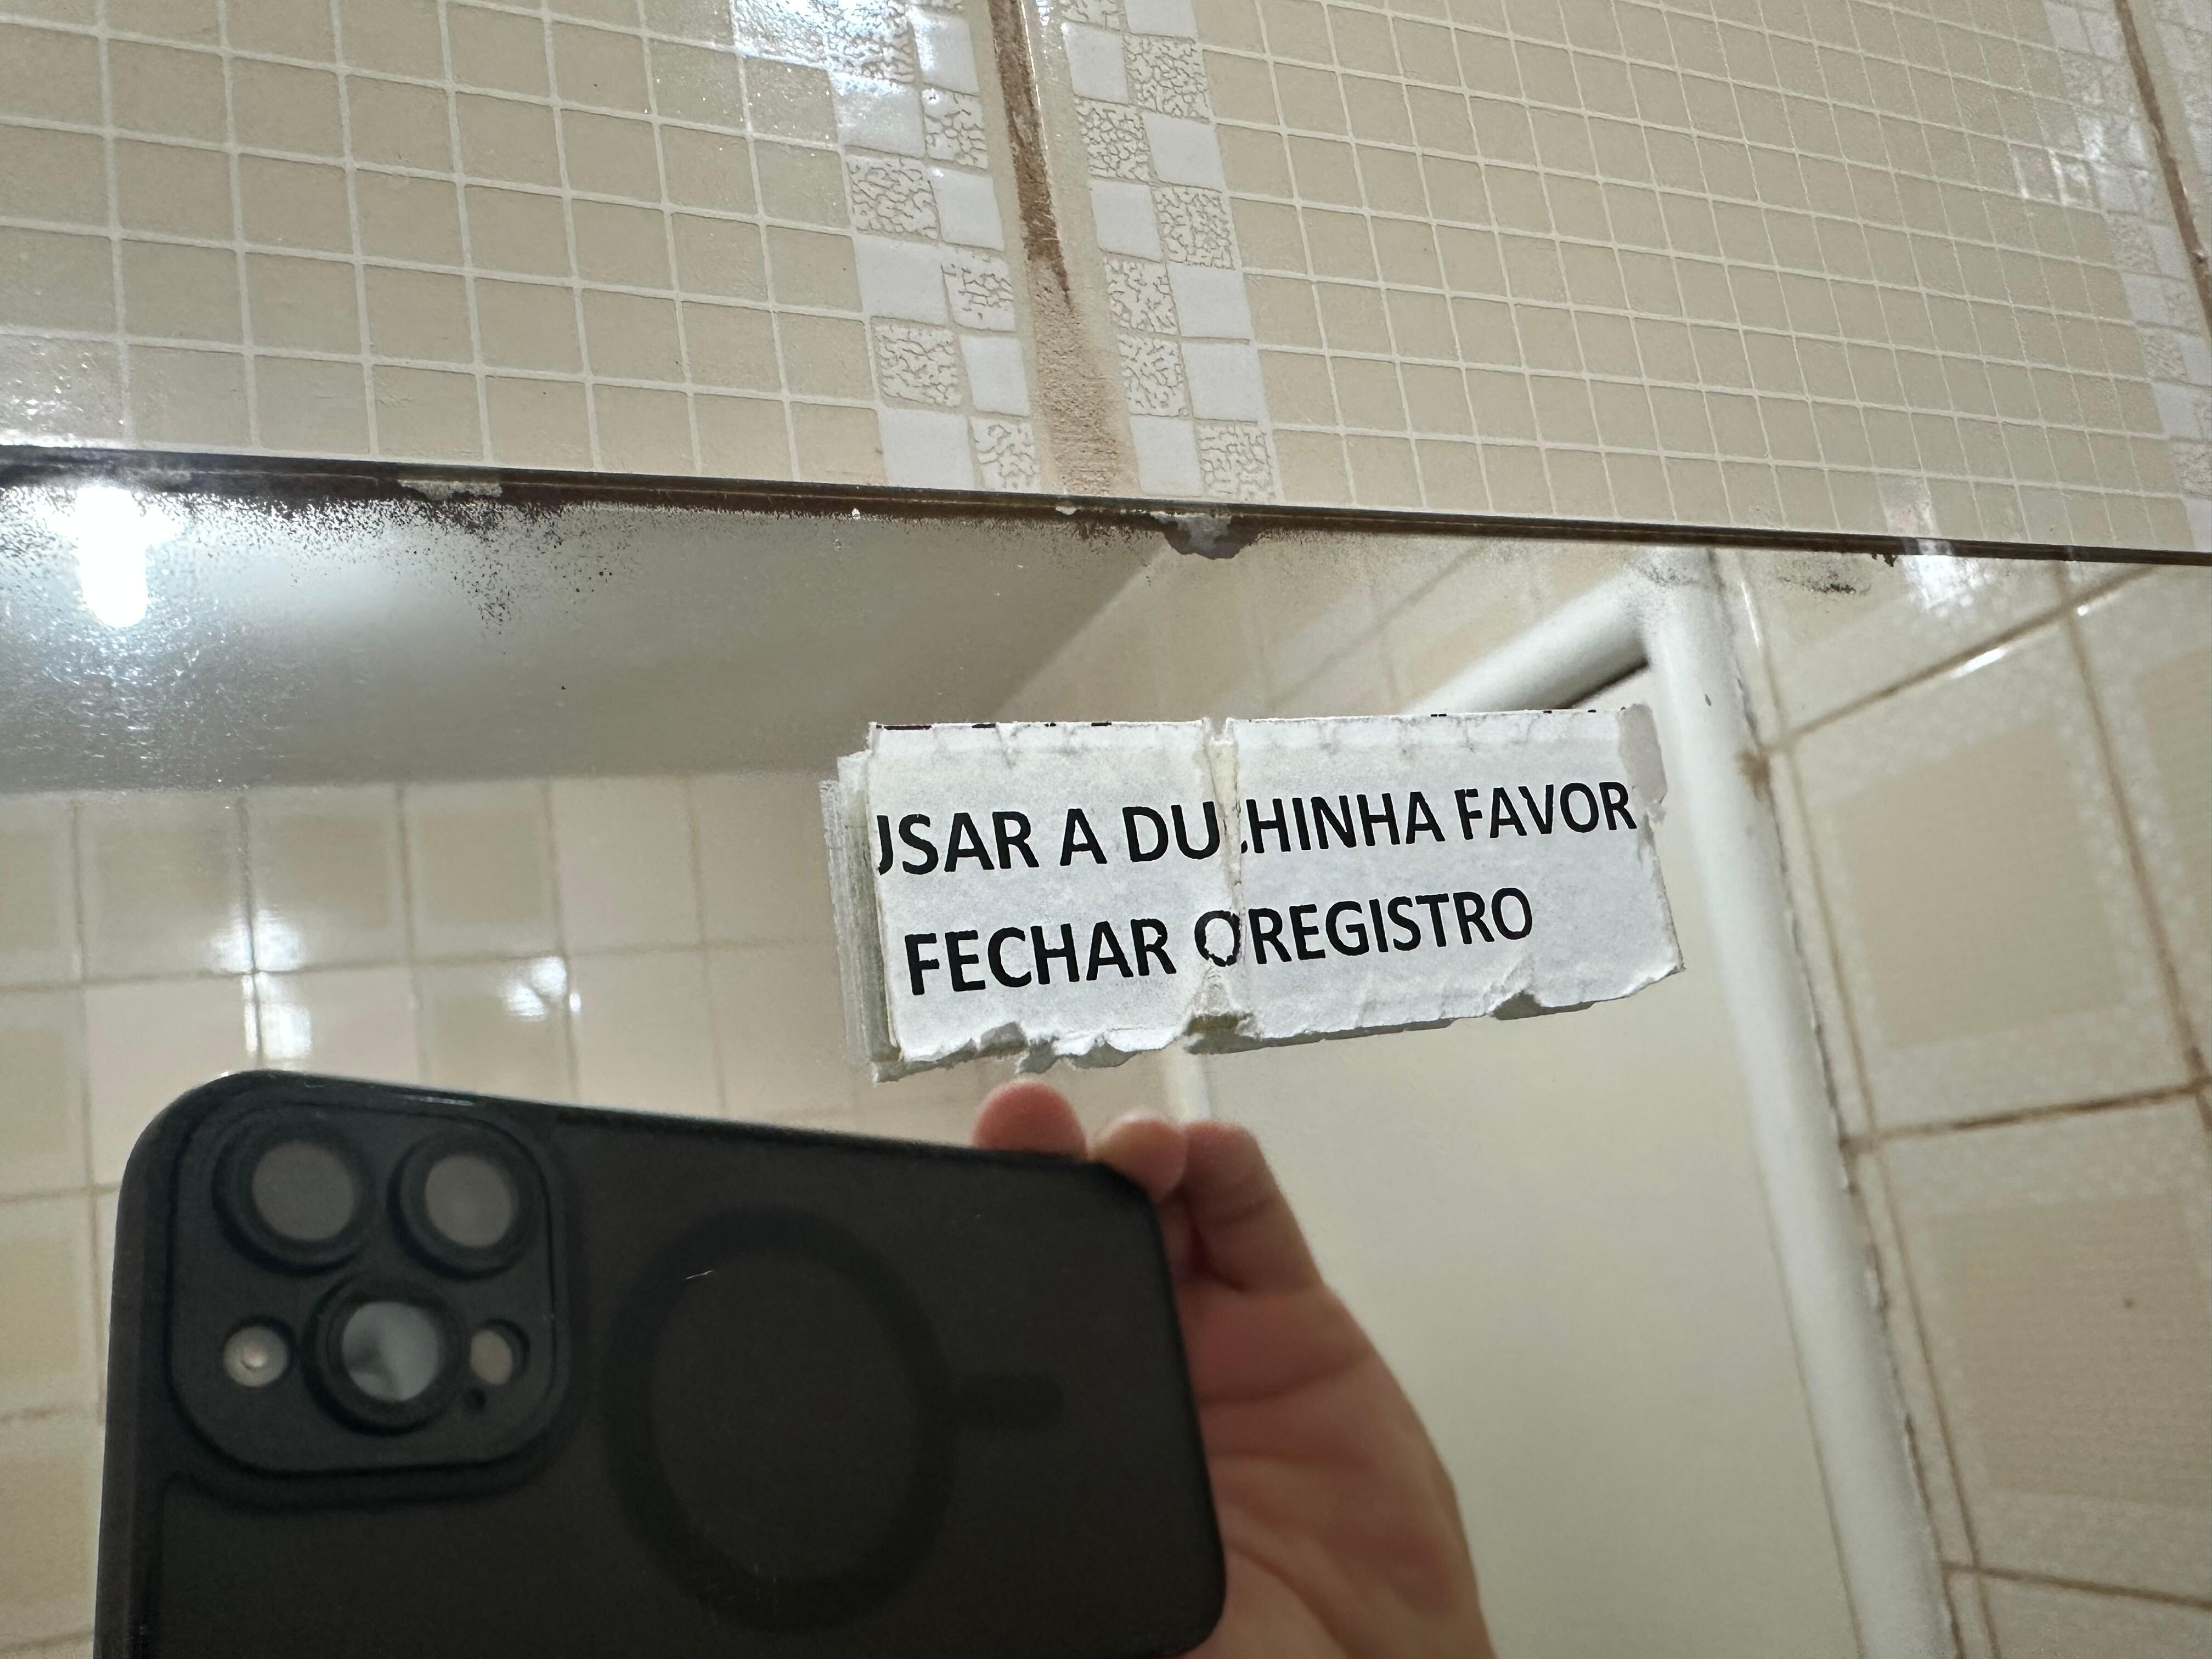 USAR A DUCHINHA FAVOR
FECHAR O REGISTRO